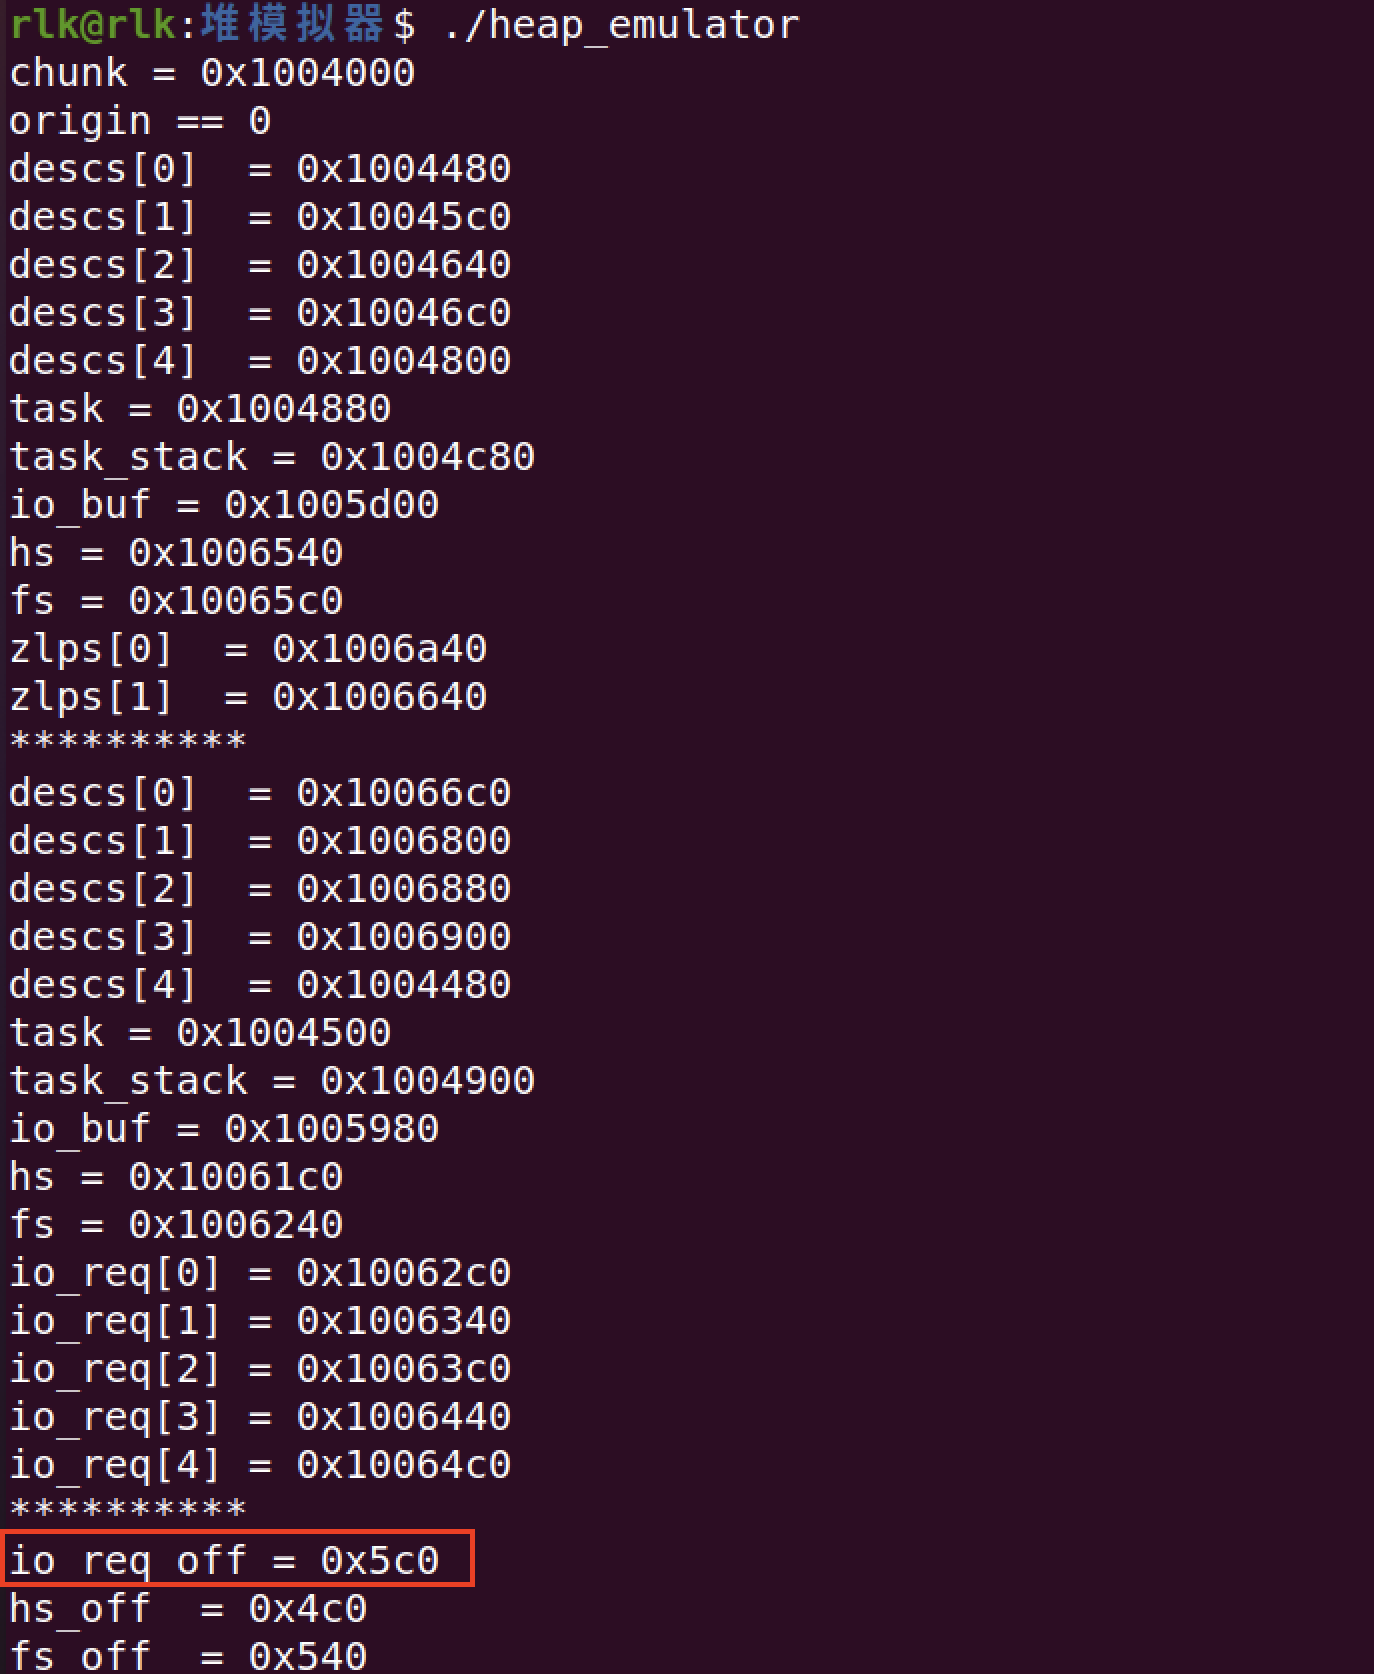 rlk@rlk:堆模拟器$ ./heap_emulator
chunk = 0x1004000
origin == 0
descs[0]  = 0x1004480
descs[1]  = 0x10045c0
descs[2]  = 0x1004640
descs[3]  = 0x10046c0
descs[4]  = 0x1004800
task = 0x1004880
task_stack = 0x1004c80
io_buf = 0x1005d00
hs = 0x1006540
fs = 0x10065c0
zlps[0]  = 0x1006a40
zlps[1]  = 0x1006640
**********
descs[0]  = 0x10066c0
descs[1]  = 0x1006800
descs[2]  = 0x1006880
descs[3]  = 0x1006900
descs[4]  = 0x1004480
task = 0x1004500
task_stack = 0x1004900
io_buf = 0x1005980
hs = 0x10061c0
fs = 0x1006240
io_req[0] = 0x10062c0
io_req[1] = 0x1006340
io_req[2] = 0x10063c0
io_req[3] = 0x1006440
io_req[4] = 0x10064c0
**********
io_req_off = 0x5c0
hs_off  = 0x4c0
fs_off  = 0x540